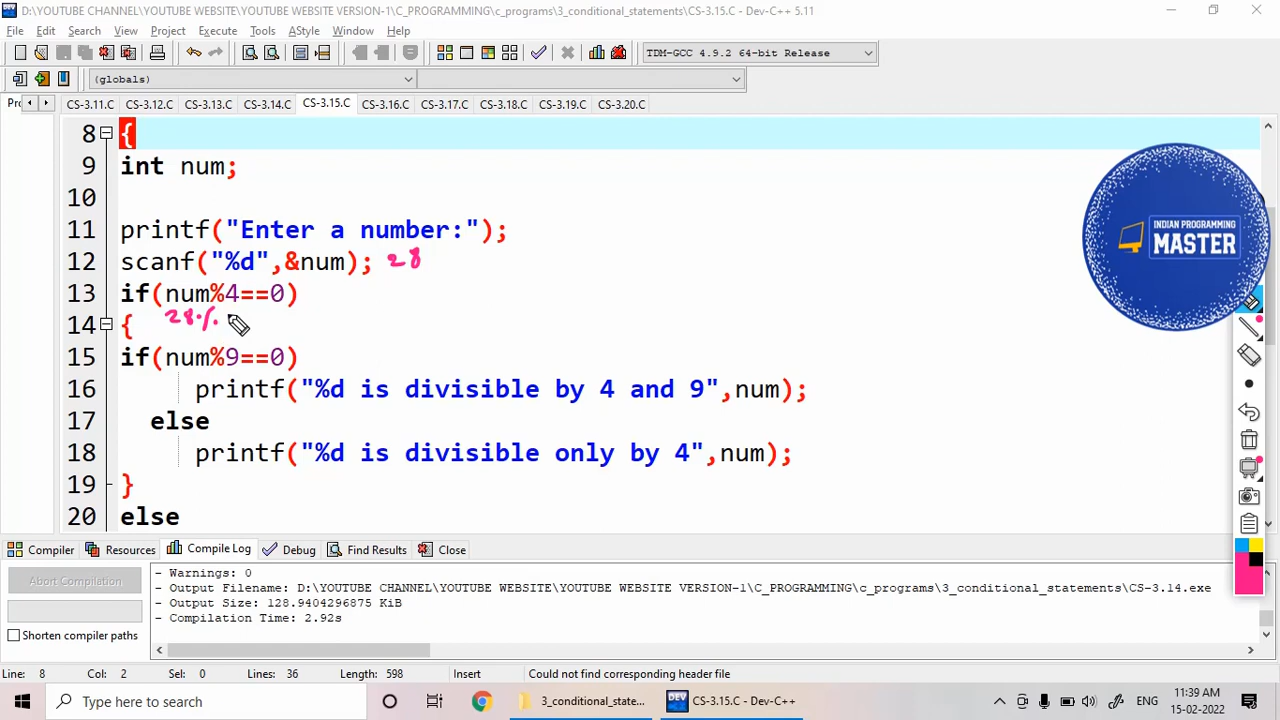 D:\YOUTUBE CHANNEL\YOUTUBE WEBSITE\YOUTUBE WEBSITE VERSION-1\C_PROGRAMMING\c_programs\3_conditional_statements\CS-3.15.C - Dev-C++ 5.11
File Edit Search View Project Execute Tools AStyle Window Help
TDM-GCC 4.9.2 64-bit Release
(globals)
Pr CS-3.11.C CS-3.12.C CS-3.13.C CS-3.14.C CS-3.15.C CS-3.16.C CS-3.17.C CS-3.18.C CS-3.19.C CS-3.20.C
8 {
9 int num;
10
11 printf("Enter a number:");
12 scanf("%d",&num); 28
13 if(num%4==0)
28%
14 {
15 if(num%9==0)
16 printf("%d is divisible by 4 and 9",num);
17 else
18 printf("%d is divisible only by 4",num);
19 }
20 else
INDIAN PROGRAMMING
MASTER
Compiler Resources Compile Log Debug Find Results Close
Abort Compilation
Shorten compiler paths
- Warnings: 0
- Output Filename: D:\YOUTUBE CHANNEL\YOUTUBE WEBSITE\YOUTUBE WEBSITE VERSION-1\C_PROGRAMMING\c_programs\3_conditional_statements\CS-3.14.exe
- Output Size: 128.9404296875 KiB
- Compilation Time: 2.92s
Line: 8 Col: 2 Sel: 0 Lines: 36 Length: 598 Insert Could not find corresponding header file
Type here to search
3_conditional_state...
DEV
CS-3.15.C - Dev-C++
ENG
11:39 AM
15-02-2022